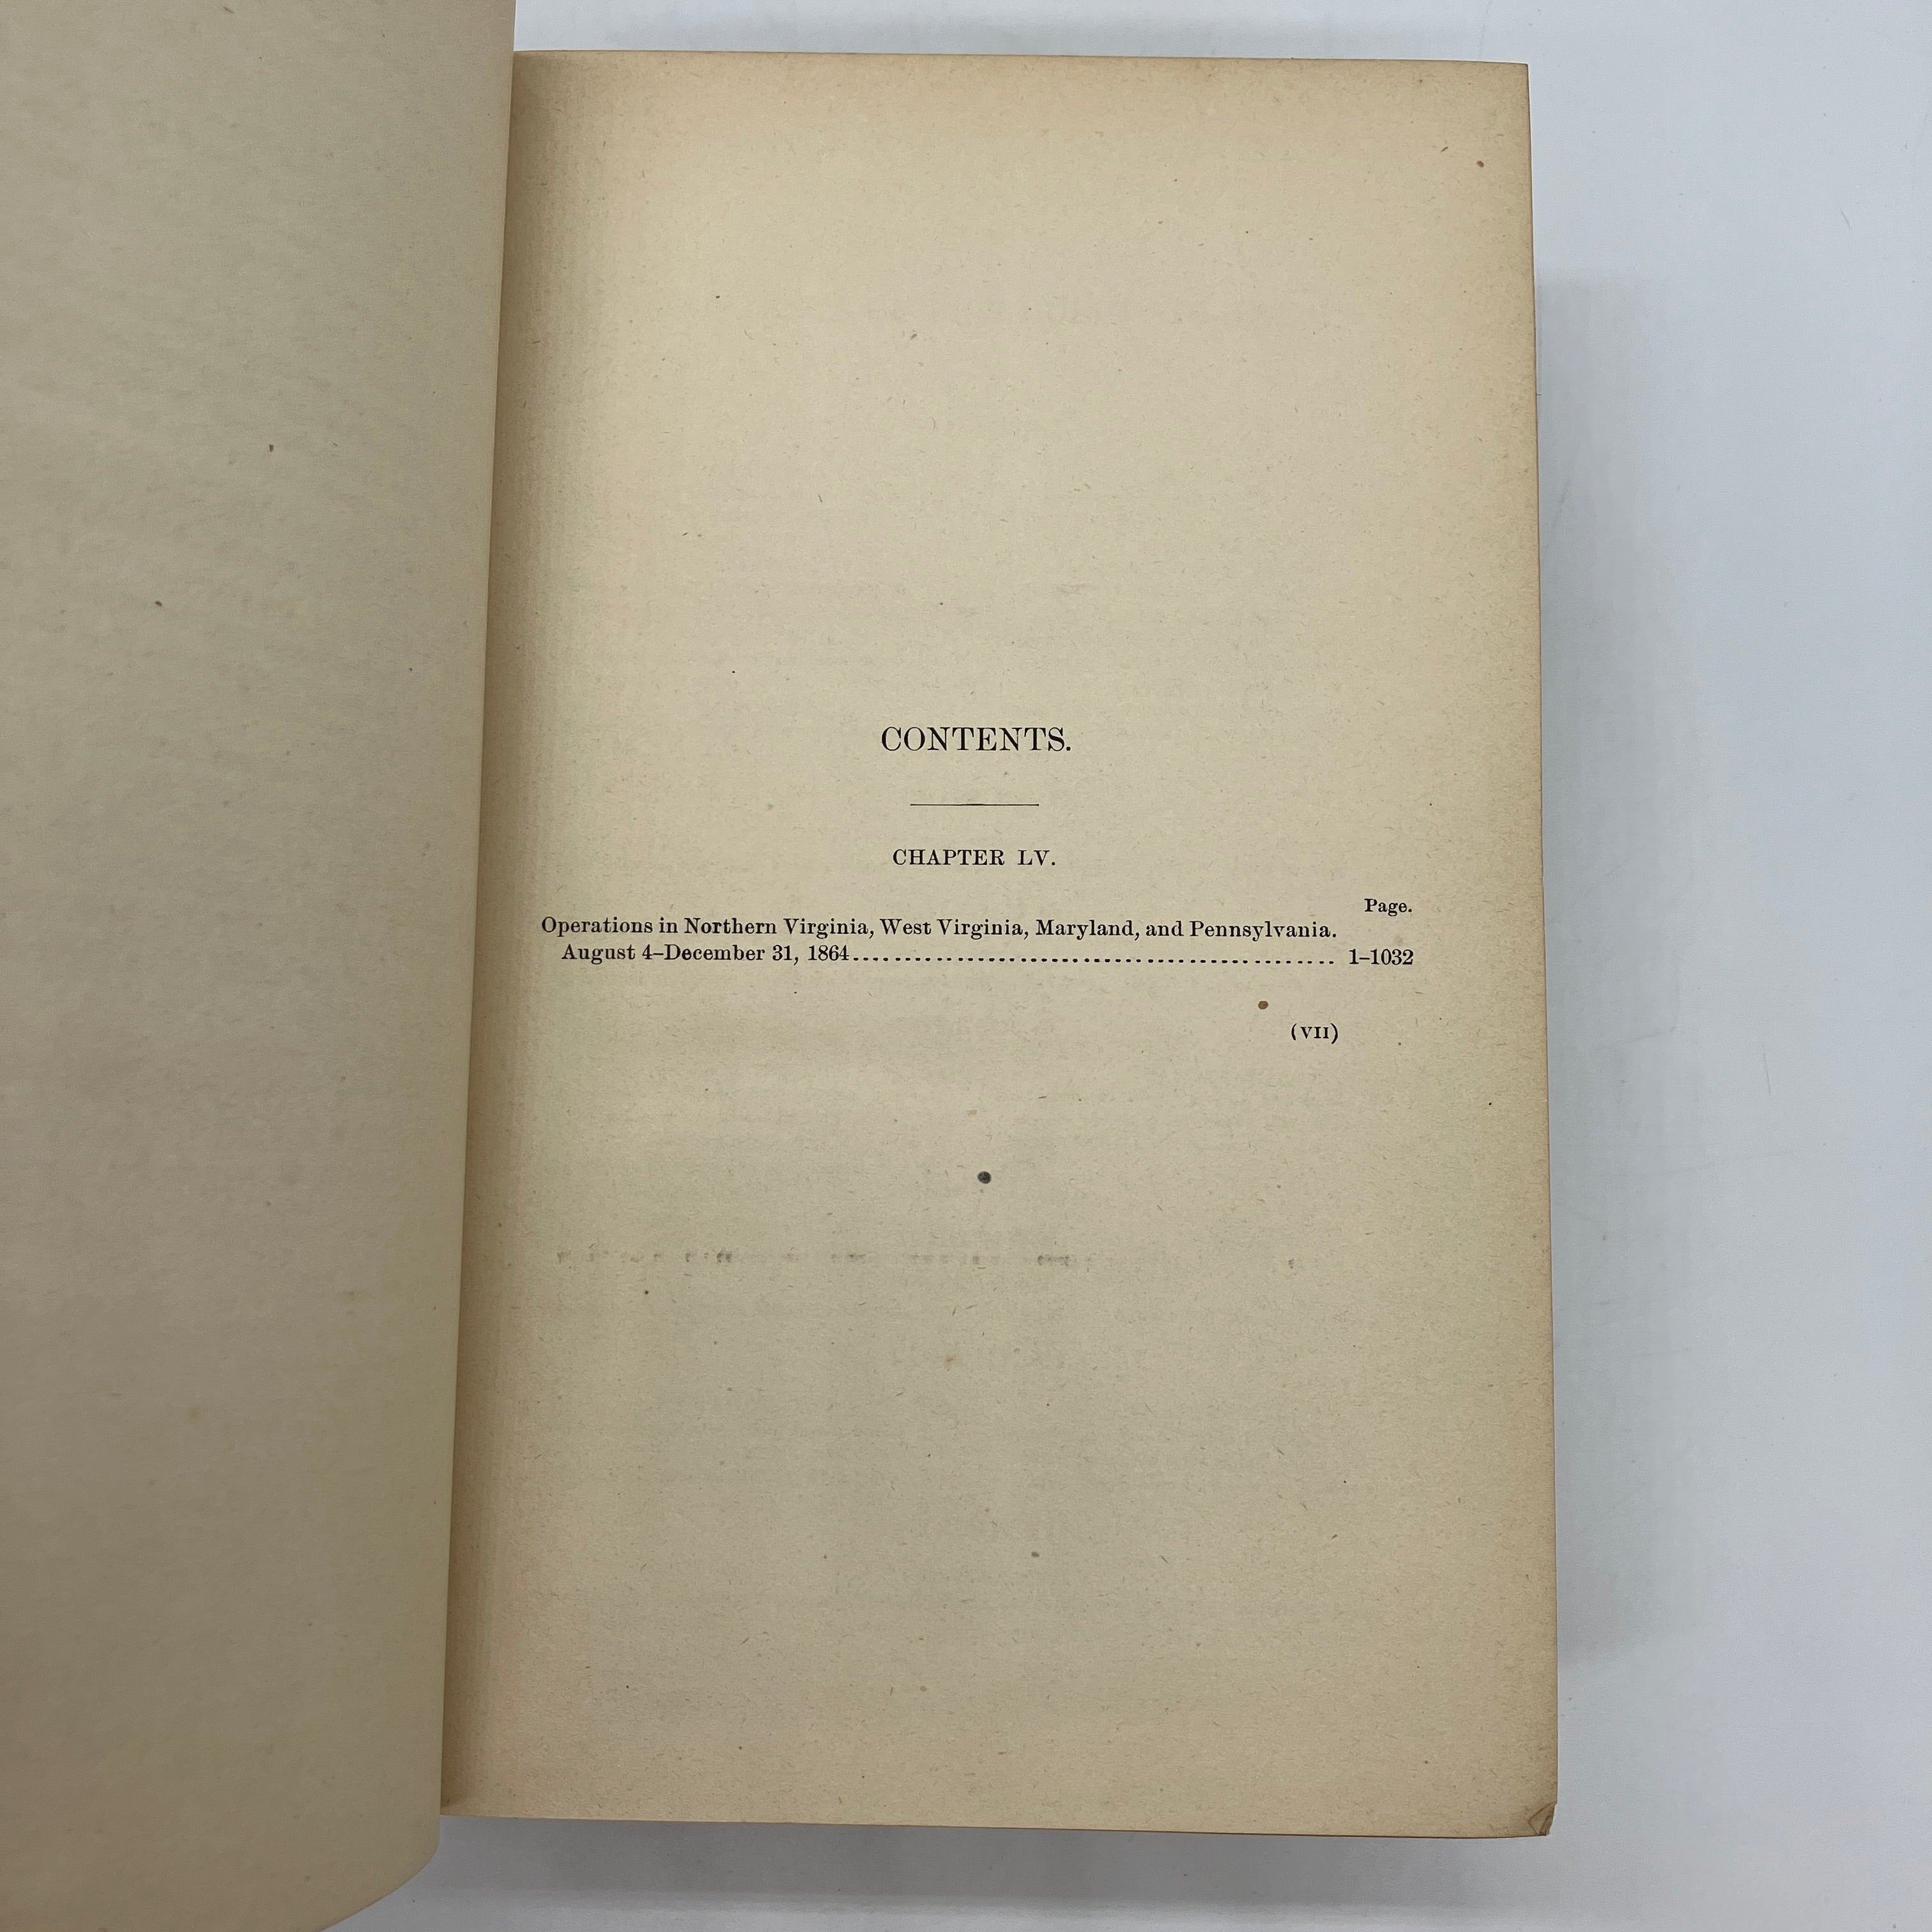 CONTENTS.
CHAPTER LV.
Page.
Operations in Northern Virginia, West Virginia, Maryland, and Pennsylvania.
August 4–December 31, 1864.............................................. 1–1032
(VII)